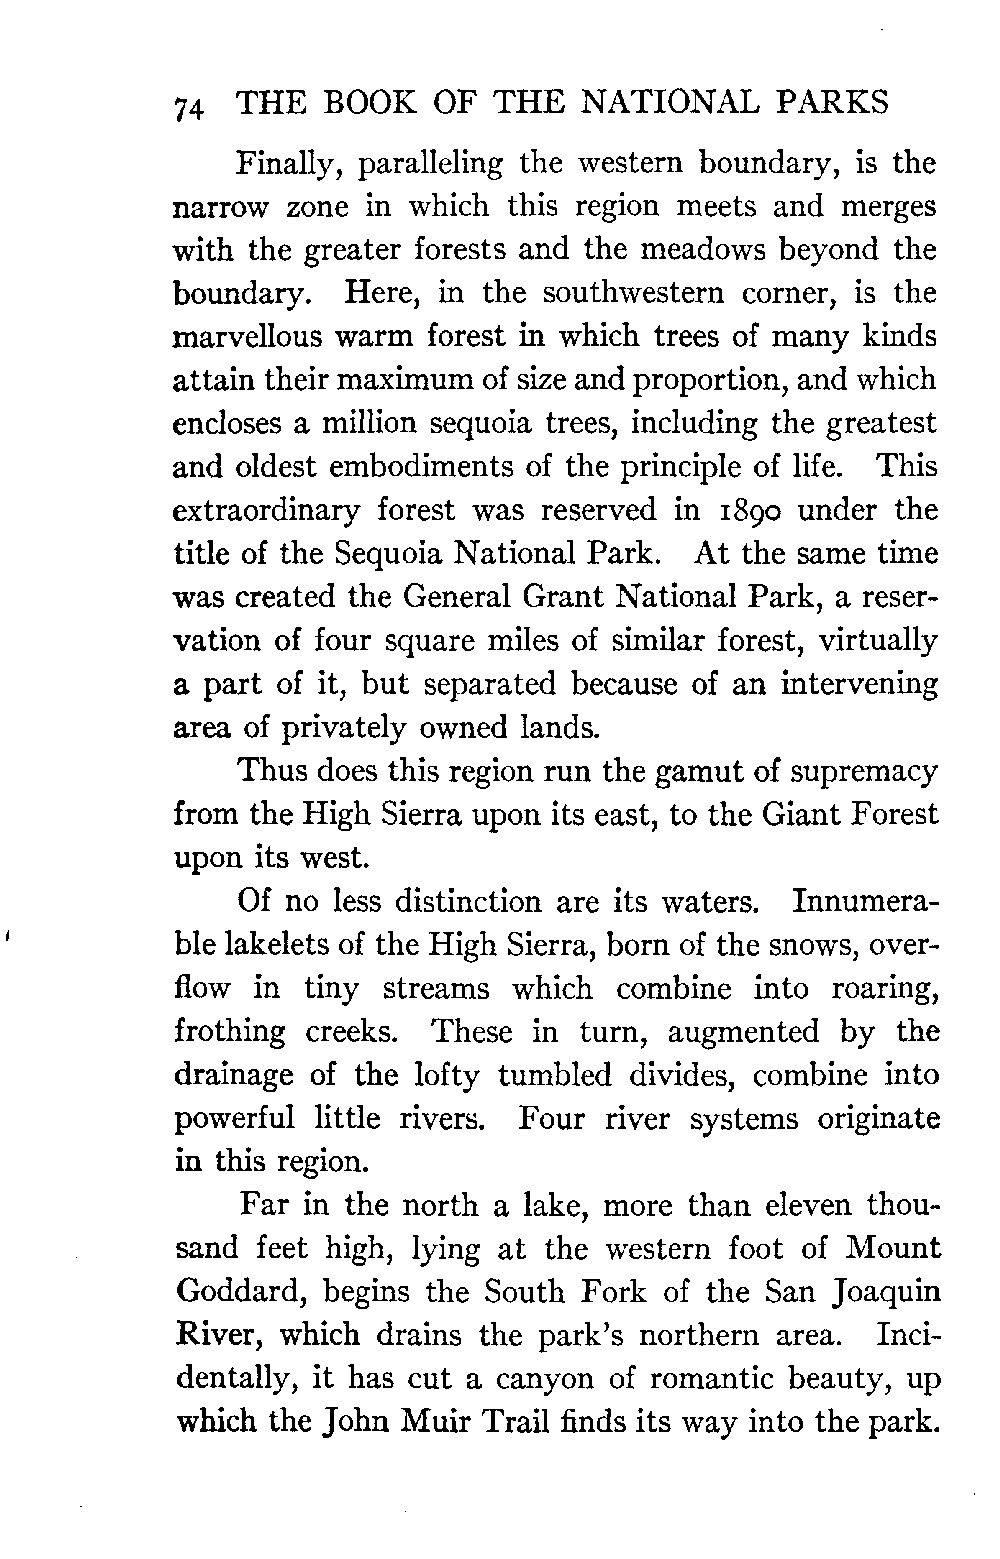 74 THE BOOK OF THE NATIONAL PARKS
Finally, paralleling the western boundary, is the
narrow zone in which this region meets and merges
with the greater forests and the meadows beyond the
boundary. Here, in the southwestern corner, is the
marvellous warm forest in which trees of many kinds
attain their maximum of size and proportion, and which
encloses a million sequoia trees, including the greatest
and oldest embodiments of the principle of life. This
extraordinary forest was reserved in 1890 under the
title of the Sequoia National Park. At the same time
was created the General Grant National Park, a reser-
vation of four square miles of similar forest, virtually
a part of it, but separated because of an intervening
area of privately owned lands.
Thus does this region run the gamut of supremacy
from the High Sierra upon its east, to the Giant Forest
upon its west.
Of no less distinction are its waters. Innumera-
ble lakelets of the High Sierra, born of the snows, over-
flow in tiny streams which combine into roaring,
frothing creeks. These in turn, augmented by the
drainage of the lofty tumbled divides, combine into
powerful little rivers. Four river systems originate
in this region.
Far in the north a lake, more than eleven thou-
sand feet high, lying at the western foot of Mount
Goddard, begins the South Fork of the San Joaquin
River, which drains the park's northern area. Inci-
dentally, it has cut a canyon of romantic beauty, up
which the John Muir Trail finds its way into the park.